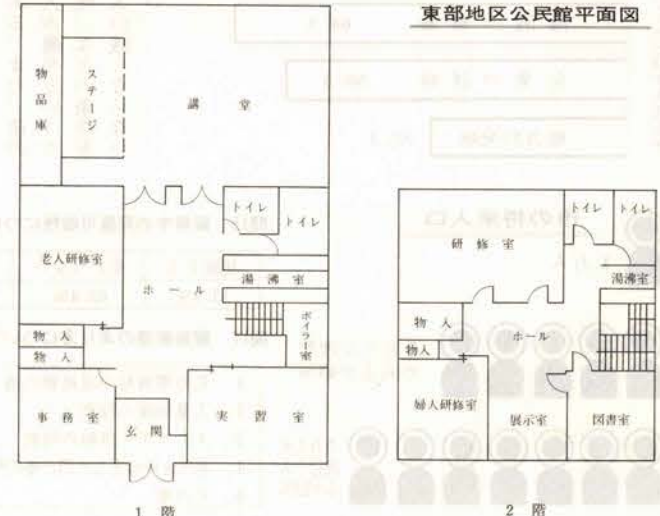 東部地区公民館平面図
物品庫
ステージ
講堂
トイレ
トイレ
老人研修室
ホール
湯沸室
ボイラー室
物入
物入
事務室
玄関
実習室
1階
トイレ
トイレ
研修室
湯沸室
物入
ホール
物入
婦人研修室
展示室
図書室
2階